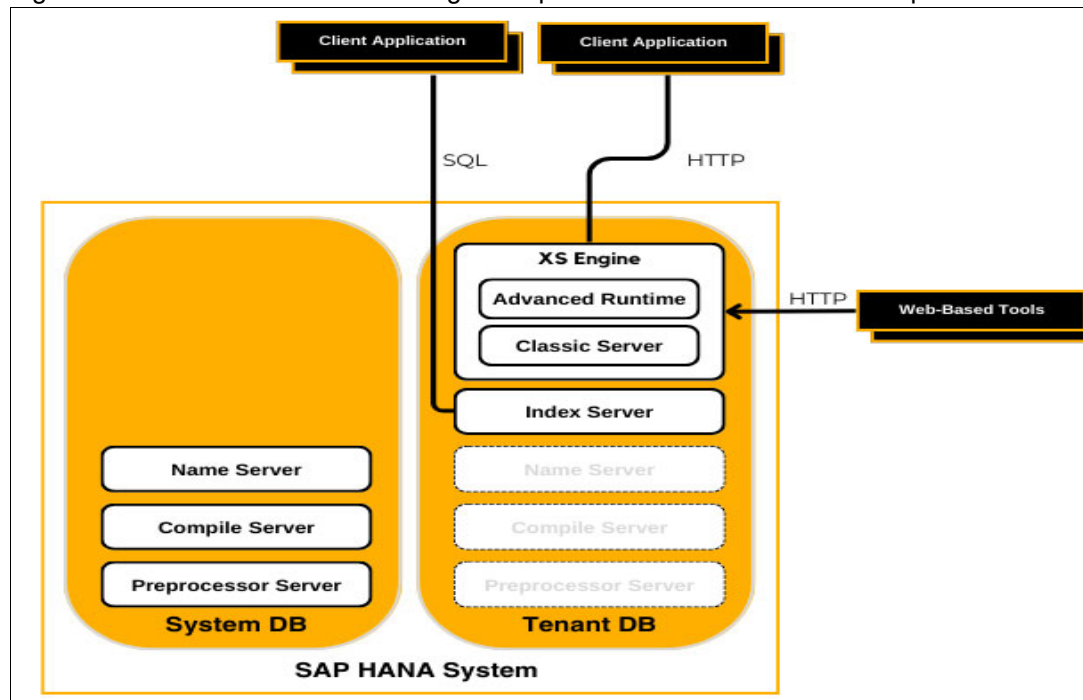 Client Application
Client Application
SQL
HTTP
XS Engine
Advanced Runtime
Classic Server
HTTP
Web-Based Tools
Index Server
Name Server
Name Server
Compile Server
Compile Server
Preprocessor Server
Preprocessor Server
System DB
Tenant DB
SAP HANA System